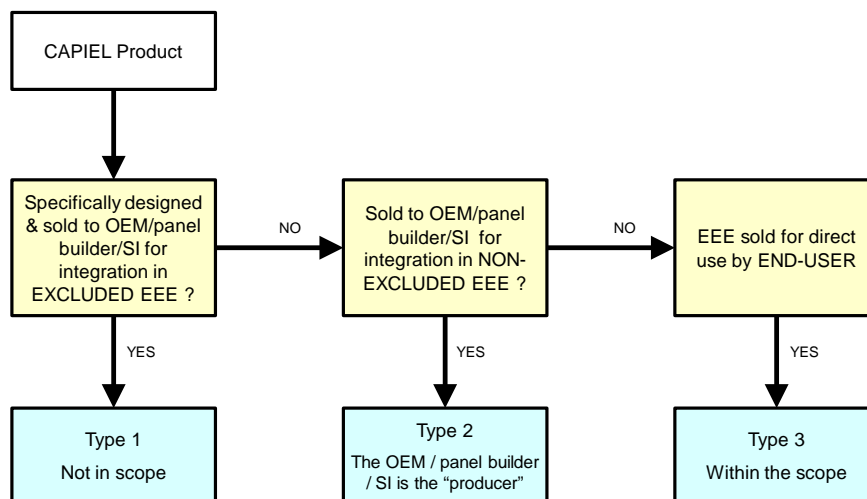 CAPIEL Product
Specifically designed
& sold to OEM/panel
builder/SI for
integration in
EXCLUDED EEE ?
NO
Sold to OEM/panel
builder/SI for
integration in NON-
EXCLUDED EEE ?
NO
EEE sold for direct
use by END-USER
YES
YES
YES
Type 1
Not in scope
Type 2
The OEM / panel builder
/ SI is the “producer”
Type 3
Within the scope